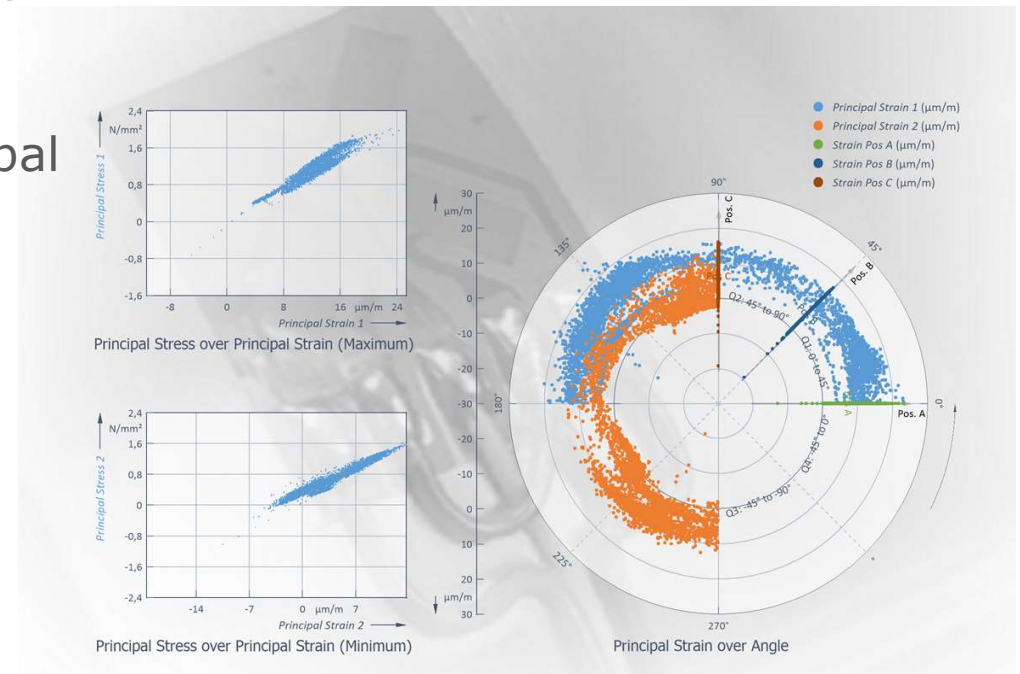 pal
2,4
N/mm²
1,6
0,8
0
-0,8
-1,6
Principal Stress 1
-8 0 8 16 µm/m 24
Principal Strain 1
Principal Stress over Principal Strain (Maximum)
2,4
N/mm²
1,6
0,8
0
-0,8
-1,6
-2,4
Principal Stress 2
-14 -7 0 µm/m 7
Principal Strain 2
Principal Stress over Principal Strain (Minimum)
Principal Strain 1 (µm/m)
Principal Strain 2 (µm/m)
Strain Pos A (µm/m)
Strain Pos B (µm/m)
Strain Pos C (µm/m)
30
µm/m
20
10
0
-10
-20
-30
-20
-10
0
10
20
µm/m
30
90°
Pos. C
45°
Pos. B
135°
Pos C
Q2: 45° to 90°
Q1: 0° to 45°
180°
0°
Pos. A
A
Q4: -45° to 0°
Q3: -45° to -90°
225°
270°
Principal Strain over Angle